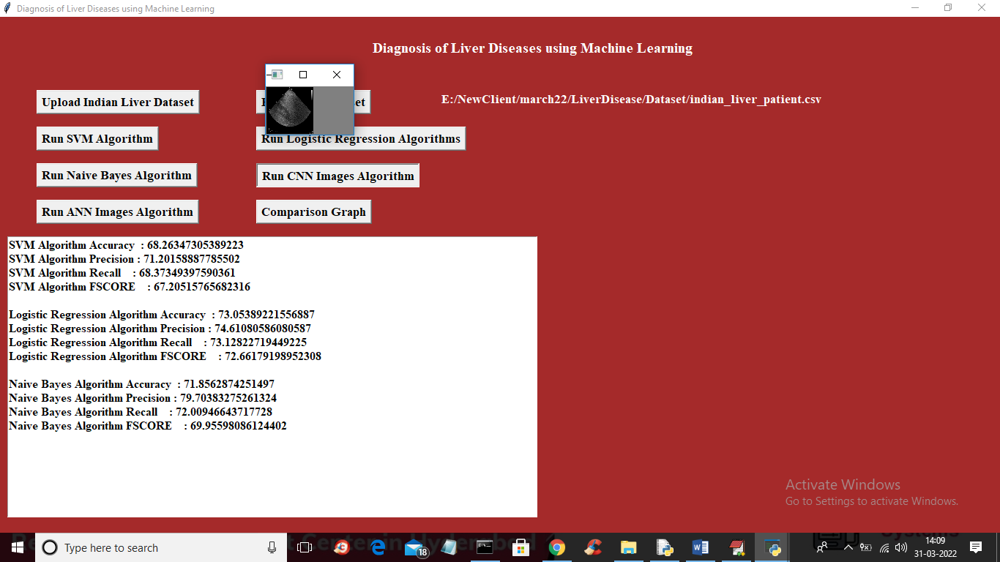 Diagnosis of Liver Diseases using Machine Learning
Diagnosis of Liver Diseases using Machine Learning
Upload Indian Liver Dataset
et
E:/NewClient/march22/LiverDisease/Dataset/indian_liver_patient.csv
Run SVM Algorithm
Run Logistic Regression Algorithms
Run Naive Bayes Algorithm
Run CNN Images Algorithm
Run ANN Images Algorithm
Comparison Graph
SVM Algorithm Accuracy : 68.26347305389223
SVM Algorithm Precision : 71.20158887785502
SVM Algorithm Recall : 68.37349397590361
SVM Algorithm FSCORE : 67.20515765682316
Logistic Regression Algorithm Accuracy : 73.05389221556887
Logistic Regression Algorithm Precision : 74.61080586080587
Logistic Regression Algorithm Recall : 73.12822719449225
Logistic Regression Algorithm FSCORE : 72.66179198952308
Naive Bayes Algorithm Accuracy : 71.8562874251497
Naive Bayes Algorithm Precision : 79.70383275261324
Naive Bayes Algorithm Recall : 72.00946643717728
Naive Bayes Algorithm FSCORE : 69.95598086124402
Activate Windows
Go to Settings to activate Windows.
Type here to search
18
14:09
31-03-2022